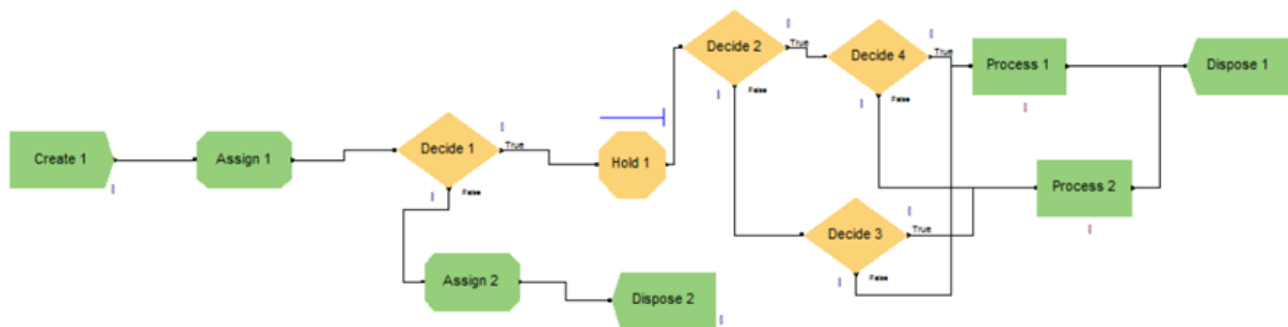 Create 1
Assign 1
Decide 1
True
False
Assign 2
Dispose 2
Hold 1
Decide 2
True
False
Decide 4
True
False
Decide 3
True
False
Process 1
Process 2
Dispose 1